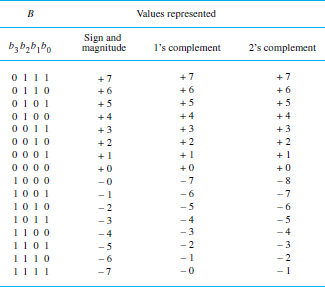 B Values represented
b3b2b1b0 Sign and magnitude 1's complement 2's complement
0 1 1 1 +7 +7 +7
0 1 1 0 +6 +6 +6
0 1 0 1 +5 +5 +5
0 1 0 0 +4 +4 +4
0 0 1 1 +3 +3 +3
0 0 1 0 +2 +2 +2
0 0 0 1 +1 +1 +1
0 0 0 0 +0 +0 +0
1 0 0 0 -0 -7 -8
1 0 0 1 -1 -6 -7
1 0 1 0 -2 -5 -6
1 0 1 1 -3 -4 -5
1 1 0 0 -4 -3 -4
1 1 0 1 -5 -2 -3
1 1 1 0 -6 -1 -2
1 1 1 1 -7 -0 -1